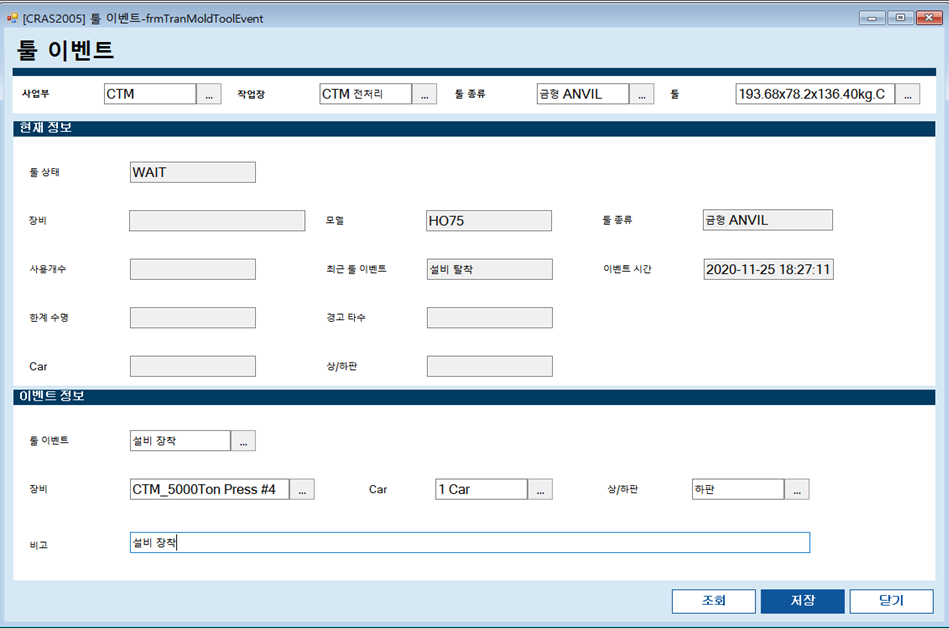 [CRAS2005] 툴 이벤트-frmTranMoldToolEvent
툴 이벤트
사업부 CTM ... 작업장 CTM 전처리 ... 툴 종류 금형 ANVIL ... 툴 193.68x78.2x136.40kg.C ...
현재 정보
툴 상태 WAIT
장비 모델 HO75 툴 종류 금형 ANVIL
사용개수 최근 툴 이벤트 설비 탈착 이벤트 시간 2020-11-25 18:27:11
한계 수명 경고 타수
Car 상/하판
이벤트 정보
툴 이벤트 설비 장착 ...
장비 CTM_5000Ton Press #4 ... Car 1 Car ... 상/하판 하판 ...
비고 설비 장착
조회 저장 닫기